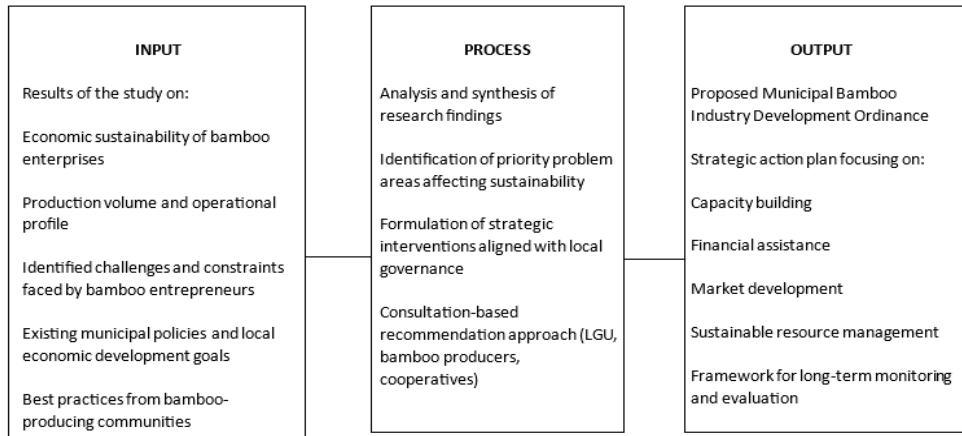 INPUT
Results of the study on:
Economic sustainability of bamboo
enterprises
Production volume and operational
profile
Identified challenges and constraints
faced by bamboo entrepreneurs
Existing municipal policies and local
economic development goals
Best practices from bamboo-
producing communities
PROCESS
Analysis and synthesis of
research findings
Identification of priority problem
areas affecting sustainability
Formulation of strategic
interventions aligned with local
governance
Consultation-based
recommendation approach (LGU,
bamboo producers,
cooperatives)
OUTPUT
Proposed Municipal Bamboo
Industry Development Ordinance
Strategic action plan focusing on:
Capacity building
Financial assistance
Market development
Sustainable resource management
Framework for long-term monitoring
and evaluation